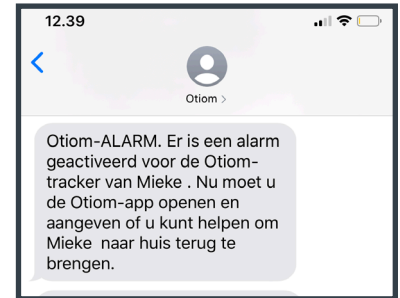 12.39
Otiom >
Otiom-ALARM. Er is een alarm
geactiveerd voor de Otiom-
tracker van Mieke . Nu moet u
de Otiom-app openen en
aangeven of u kunt helpen om
Mieke  naar huis terug te
brengen.